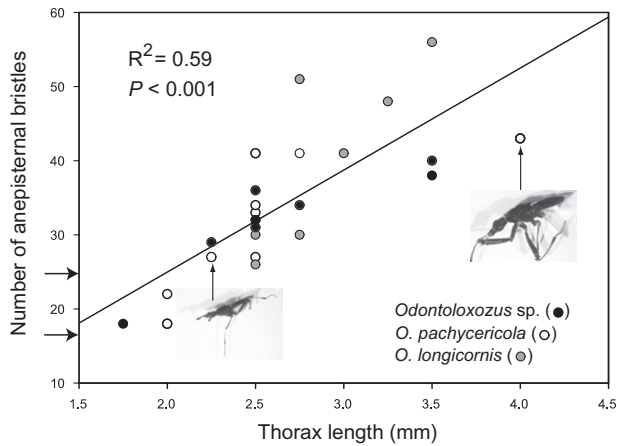 60
50
40
30
20
10
Number of anepisternal bristles
R2 = 0.59
P < 0.001
Odontoloxozus sp. (●)
O. pachycericola (○)
O. longicornis (●)
1.5 2.0 2.5 3.0 3.5 4.0 4.5
Thorax length (mm)